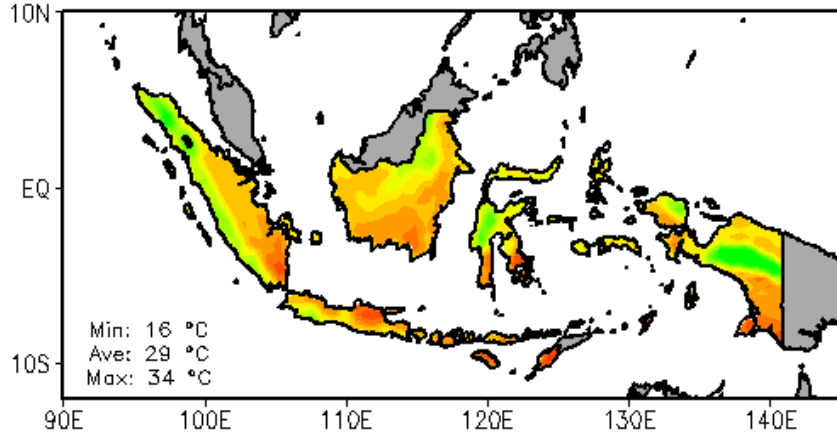 10N
EQ
10S
Min: 16 °C
Ave: 29 °C
Max: 34 °C
90E 100E 110E 120E 130E 140E